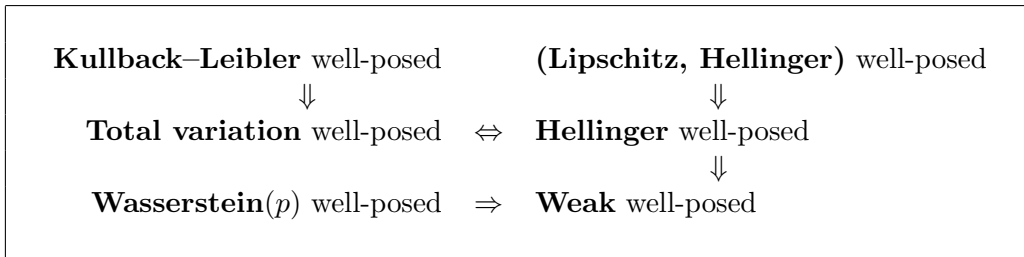 Kullback–Leibler well-posed (Lipschitz, Hellinger) well-posed
⇓ ⇓
Total variation well-posed ⇔ Hellinger well-posed
⇓
Wasserstein(p) well-posed ⇒ Weak well-posed